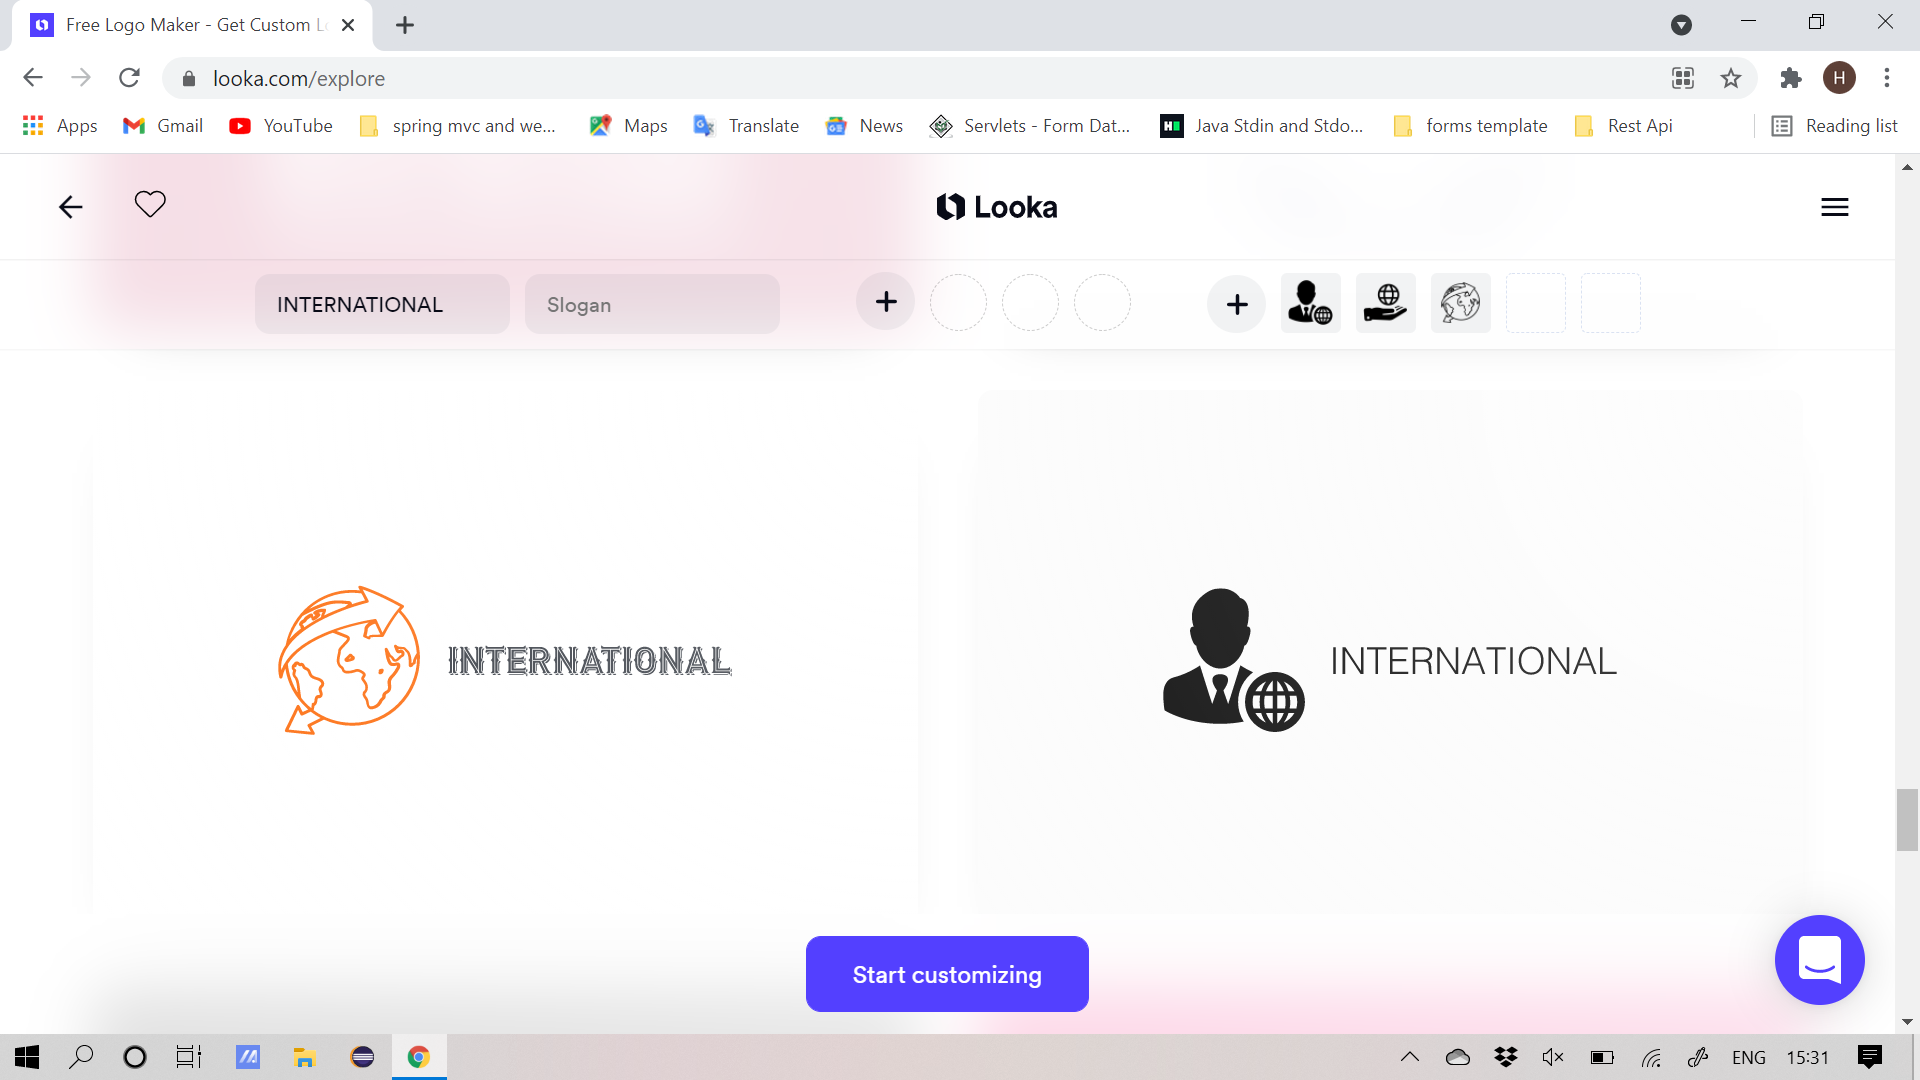 Free Logo Maker - Get Custom Lo
looka.com/explore
Apps Gmail YouTube spring mvc and we... Maps Translate News Servlets - Form Dat... Java Stdin and Stdo... forms template Rest Api Reading list
H
Looka
INTERNATIONAL Slogan
INTERNATIONAL
INTERNATIONAL
Start customizing
ENG 15:31